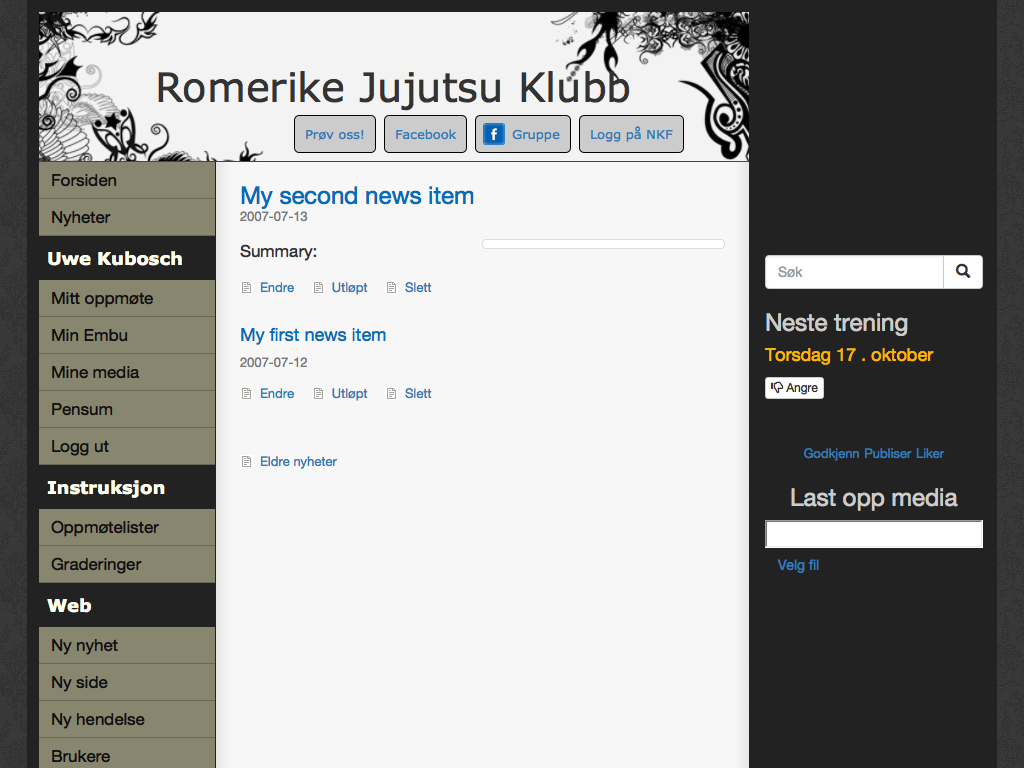 Romerike Jujutsu Klubb
Prøv oss! Facebook Gruppe Logg på NKF
Forsiden
Nyheter
Uwe Kubosch
Mitt oppmøte
Min Embu
Mine media
Pensum
Logg ut
Instruksjon
Oppmøtelister
Graderinger
Web
Ny nyhet
Ny side
Ny hendelse
Brukere
My second news item
2007-07-13
Summary:
Endre Utløpt Slett
My first news item
2007-07-12
Endre Utløpt Slett
Eldre nyheter
Søk
Neste trening
Torsdag 17 . oktober
Angre
Godkjenn Publiser Liker
Last opp media
Velg fil